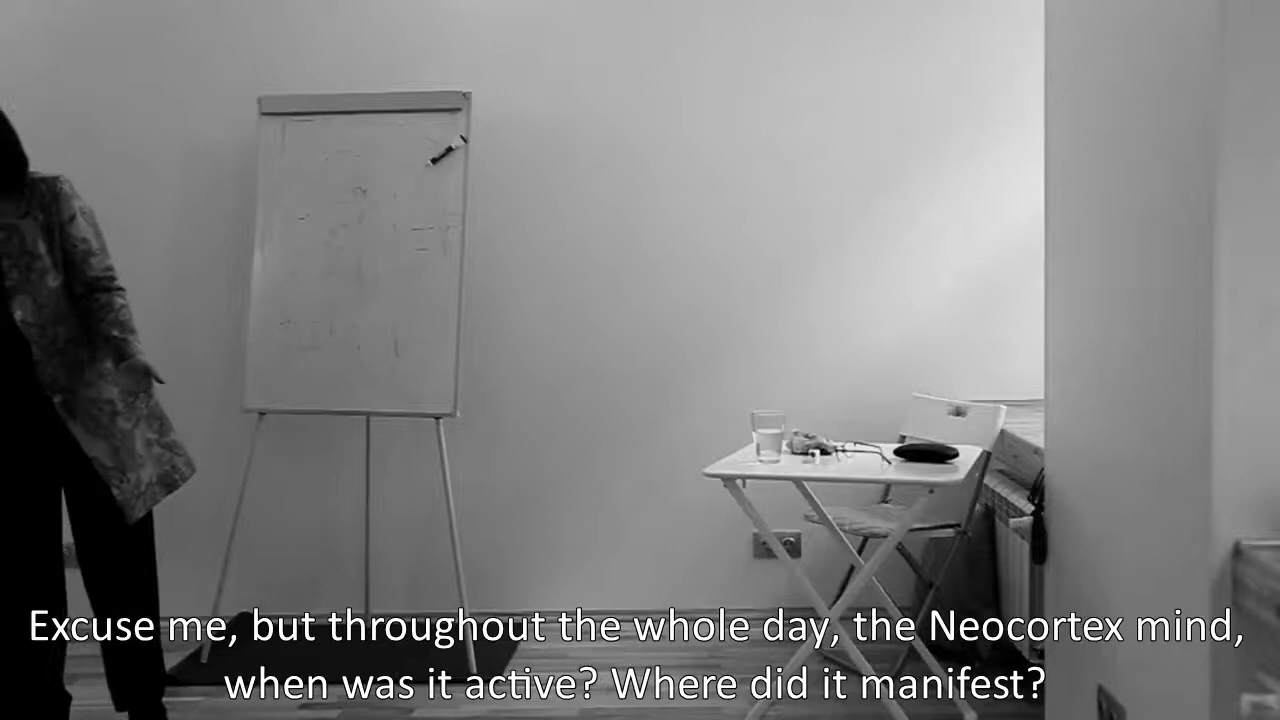 Excuse me, but throughout the whole day, the Neocortex mind,
when was it active? Where did it manifest?